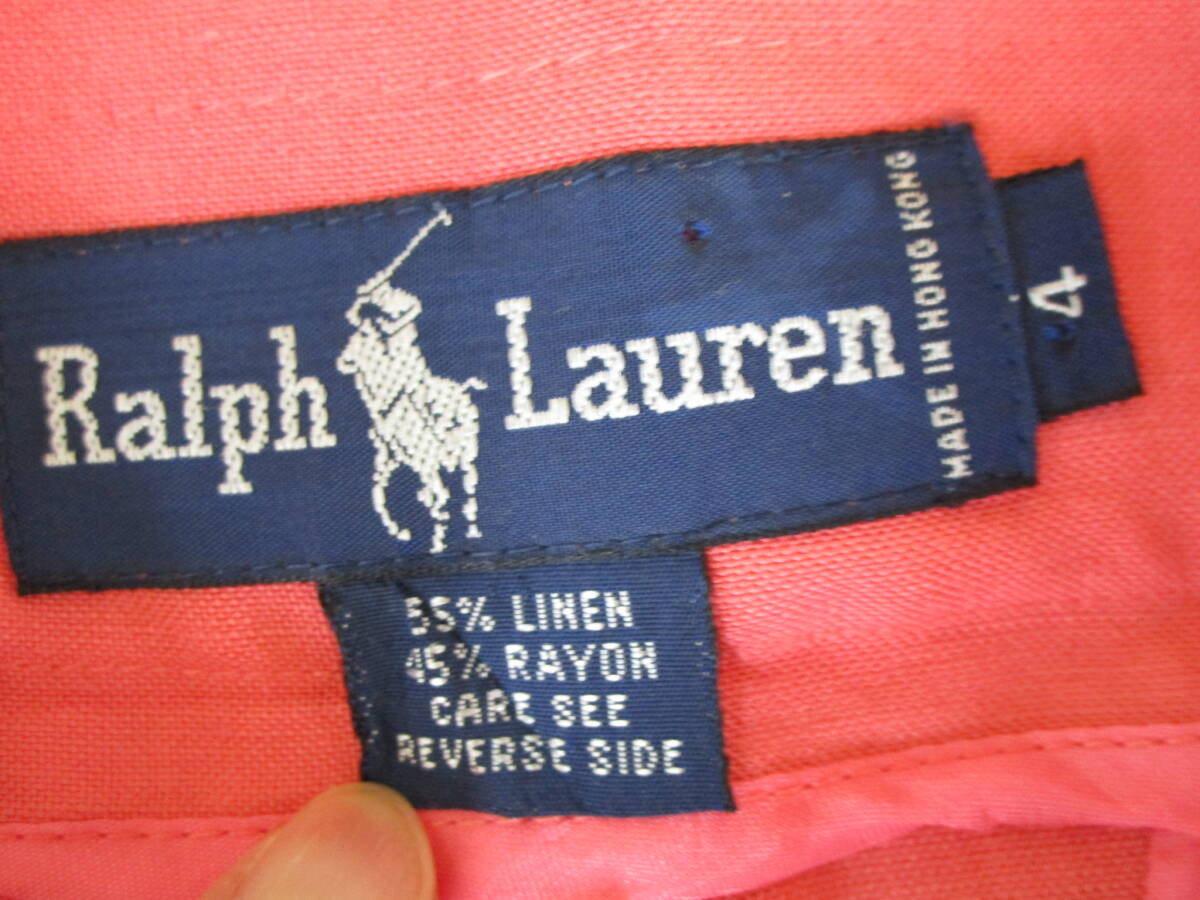 Ralph Lauren
MADE IN HONG KONG
4
55% LINEN
45% RAYON
CARE SEE
REVERSE SIDE